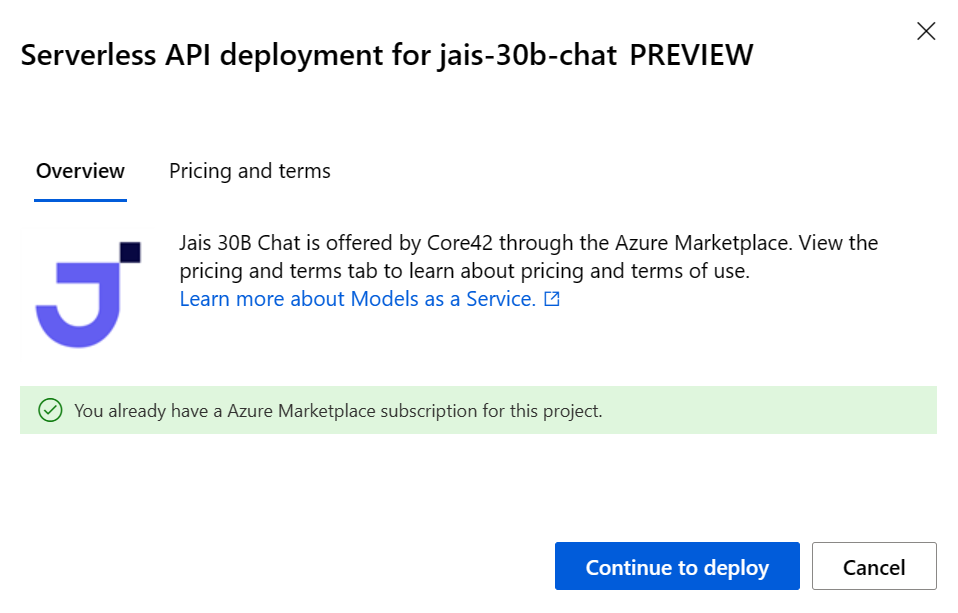 Serverless API deployment for jais-30b-chat PREVIEW
Overview
Pricing and terms
Jais 30B Chat is offered by Core42 through the Azure Marketplace. View the
pricing and terms tab to learn about pricing and terms of use.
Learn more about Models as a Service.
You already have a Azure Marketplace subscription for this project.
Continue to deploy
Cancel